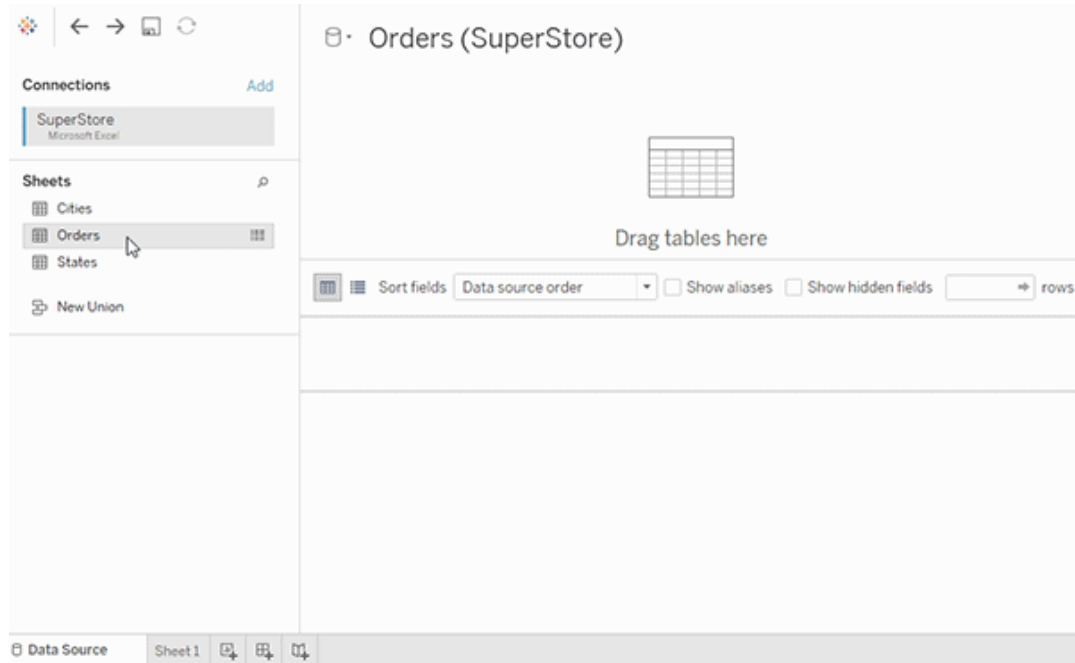 Orders (SuperStore)
Connections
Add
SuperStore
Microsoft Excel
Sheets
Cities
Orders
States
New Union
Drag tables here
Sort fields Data source order Show aliases Show hidden fields rows
Data Source Sheet 1